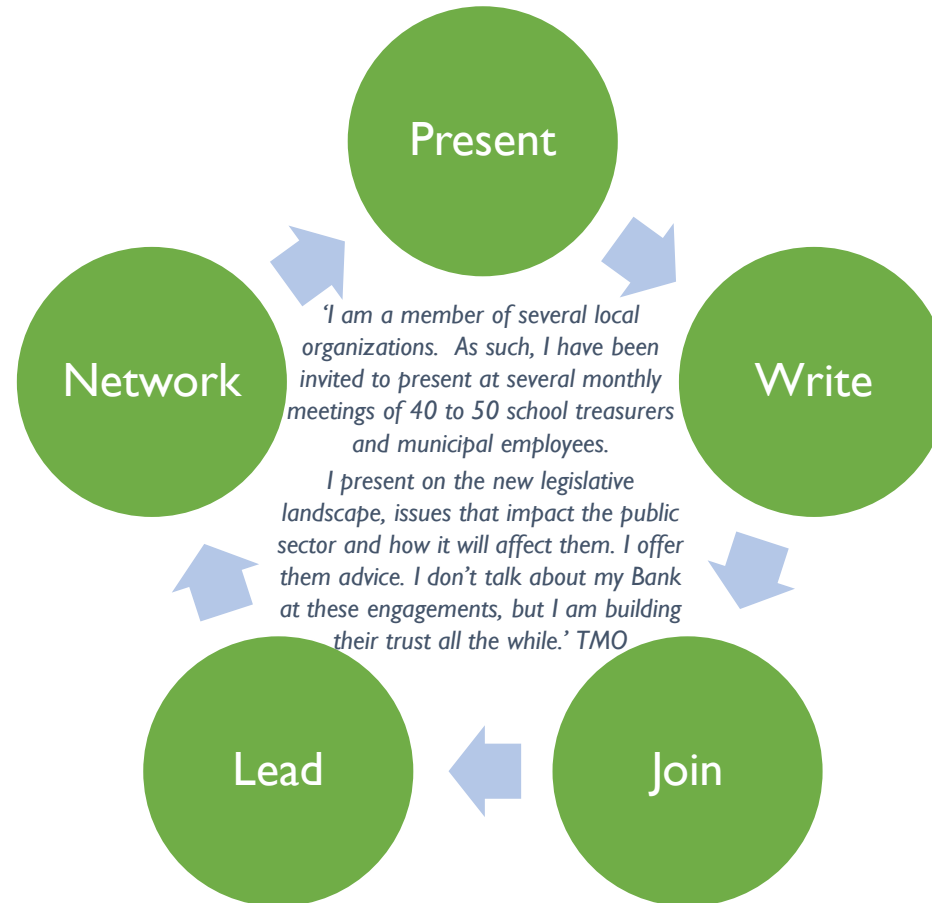 Present
Network
Write
‘I am a member of several local
organizations.  As such, I have been
invited to present at several monthly
meetings of 40 to 50 school treasurers
and municipal employees.
I present on the new legislative
landscape, issues that impact the public
sector and how it will affect them. I offer
them advice. I don’t talk about my Bank
at these engagements, but I am building
their trust all the while.’ TMO
Lead
Join